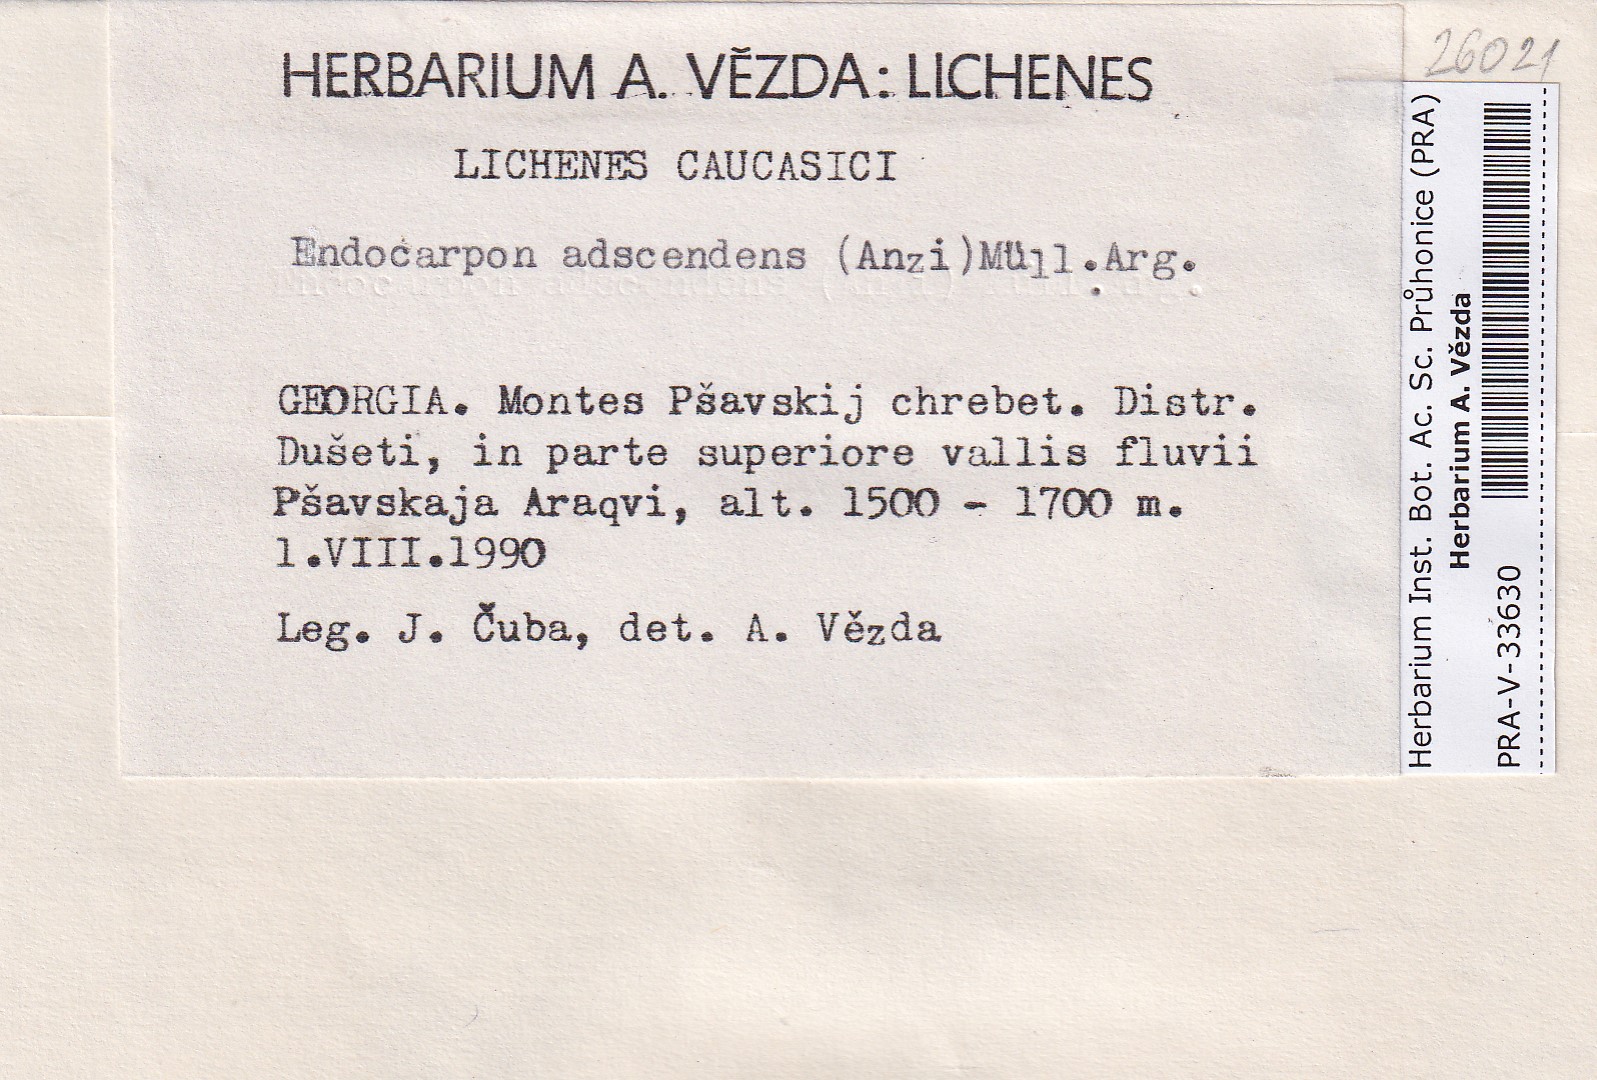 26021
HERBARIUM A. VĚZDA: LICHENES
LICHENES CAUCASICI
Endocarpon adscendens (Anzi)Müll.Arg.
GEORGIA. Montes Pšavskij chrebet. Distr.
Dušeti, in parte superiore vallis fluvii
Pšavskaja Araqvi, alt. 1500 - 1700 m.
1.VIII.1990
Leg. J. Čuba, det. A. Vězda
Herbarium Inst. Bot. Ac. Sc. Průhonice (PRA)
Herbarium A. Vězda
PRA-V-33630